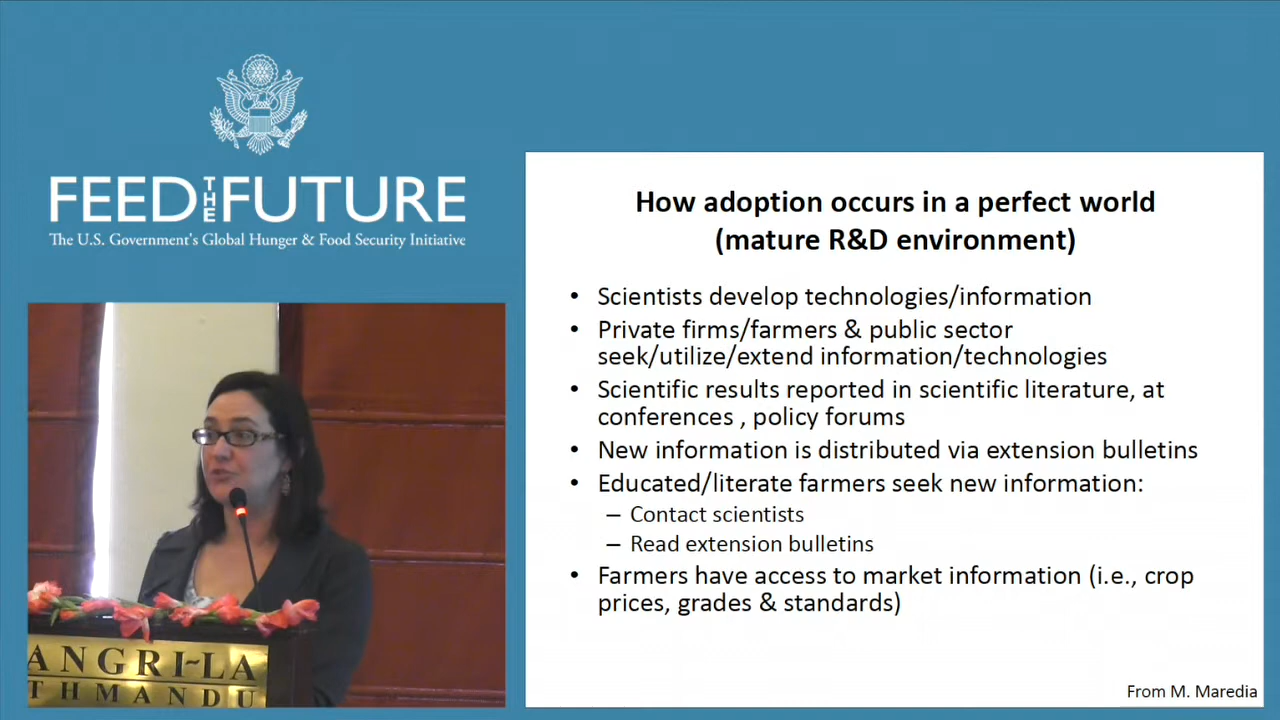 FEED THE FUTURE
The U.S. Government's Global Hunger & Food Security Initiative
ANGRI~LA
THMANDU
How adoption occurs in a perfect world
(mature R&D environment)
• Scientists develop technologies/information
• Private firms/farmers & public sector
seek/utilize/extend information/technologies
• Scientific results reported in scientific literature, at
conferences , policy forums
• New information is distributed via extension bulletins
• Educated/literate farmers seek new information:
– Contact scientists
– Read extension bulletins
• Farmers have access to market information (i.e., crop
prices, grades & standards)
From M. Maredia